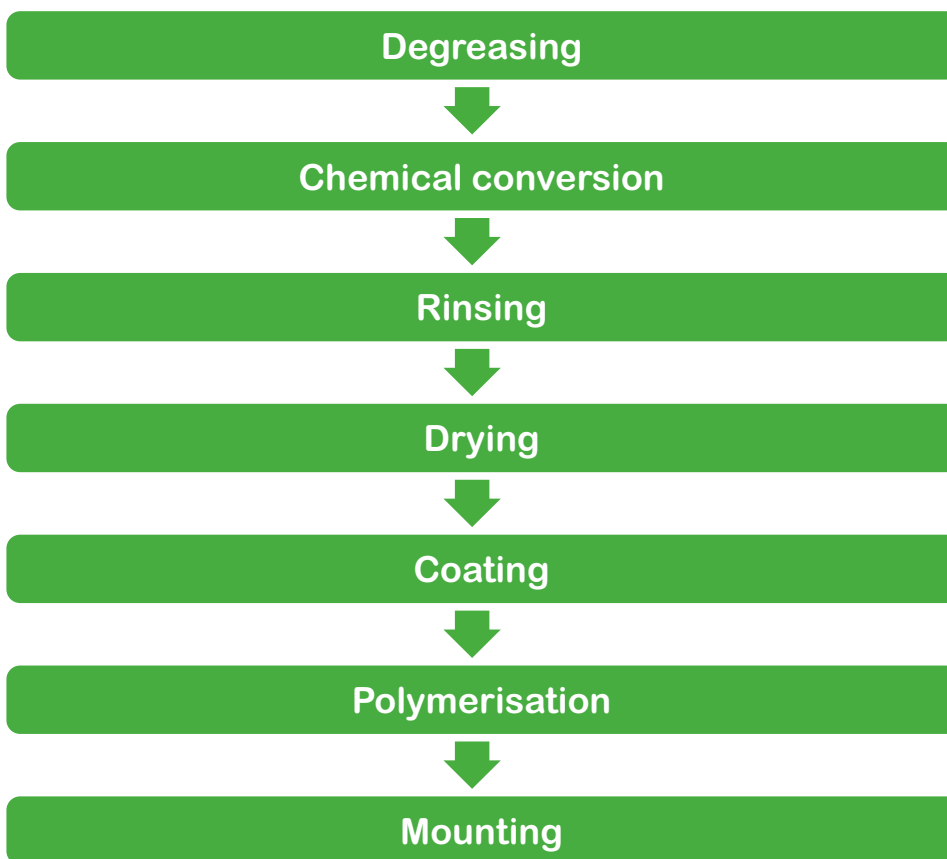 Degreasing
Chemical conversion
Rinsing
Drying
Coating
Polymerisation
Mounting